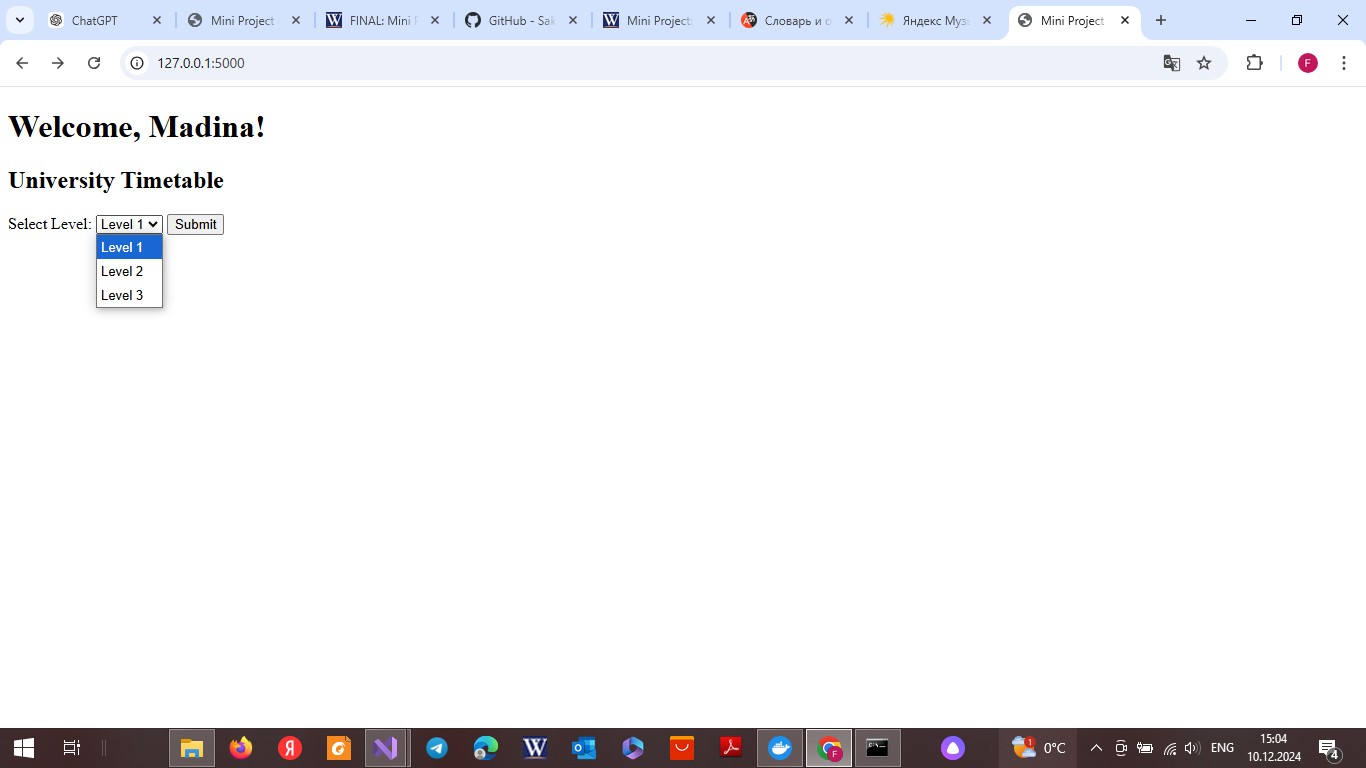 ChatGPT
Mini Project
FINAL: Mini P
GitHub - Sak
Mini Project:
Словарь и о
Яндекс Музы
Mini Project
127.0.0.1:5000
F
Welcome, Madina!
University Timetable
Select Level: Level 1 Submit
Level 1
Level 2
Level 3
1
0°C
ENG
15:04
10.12.2024
4